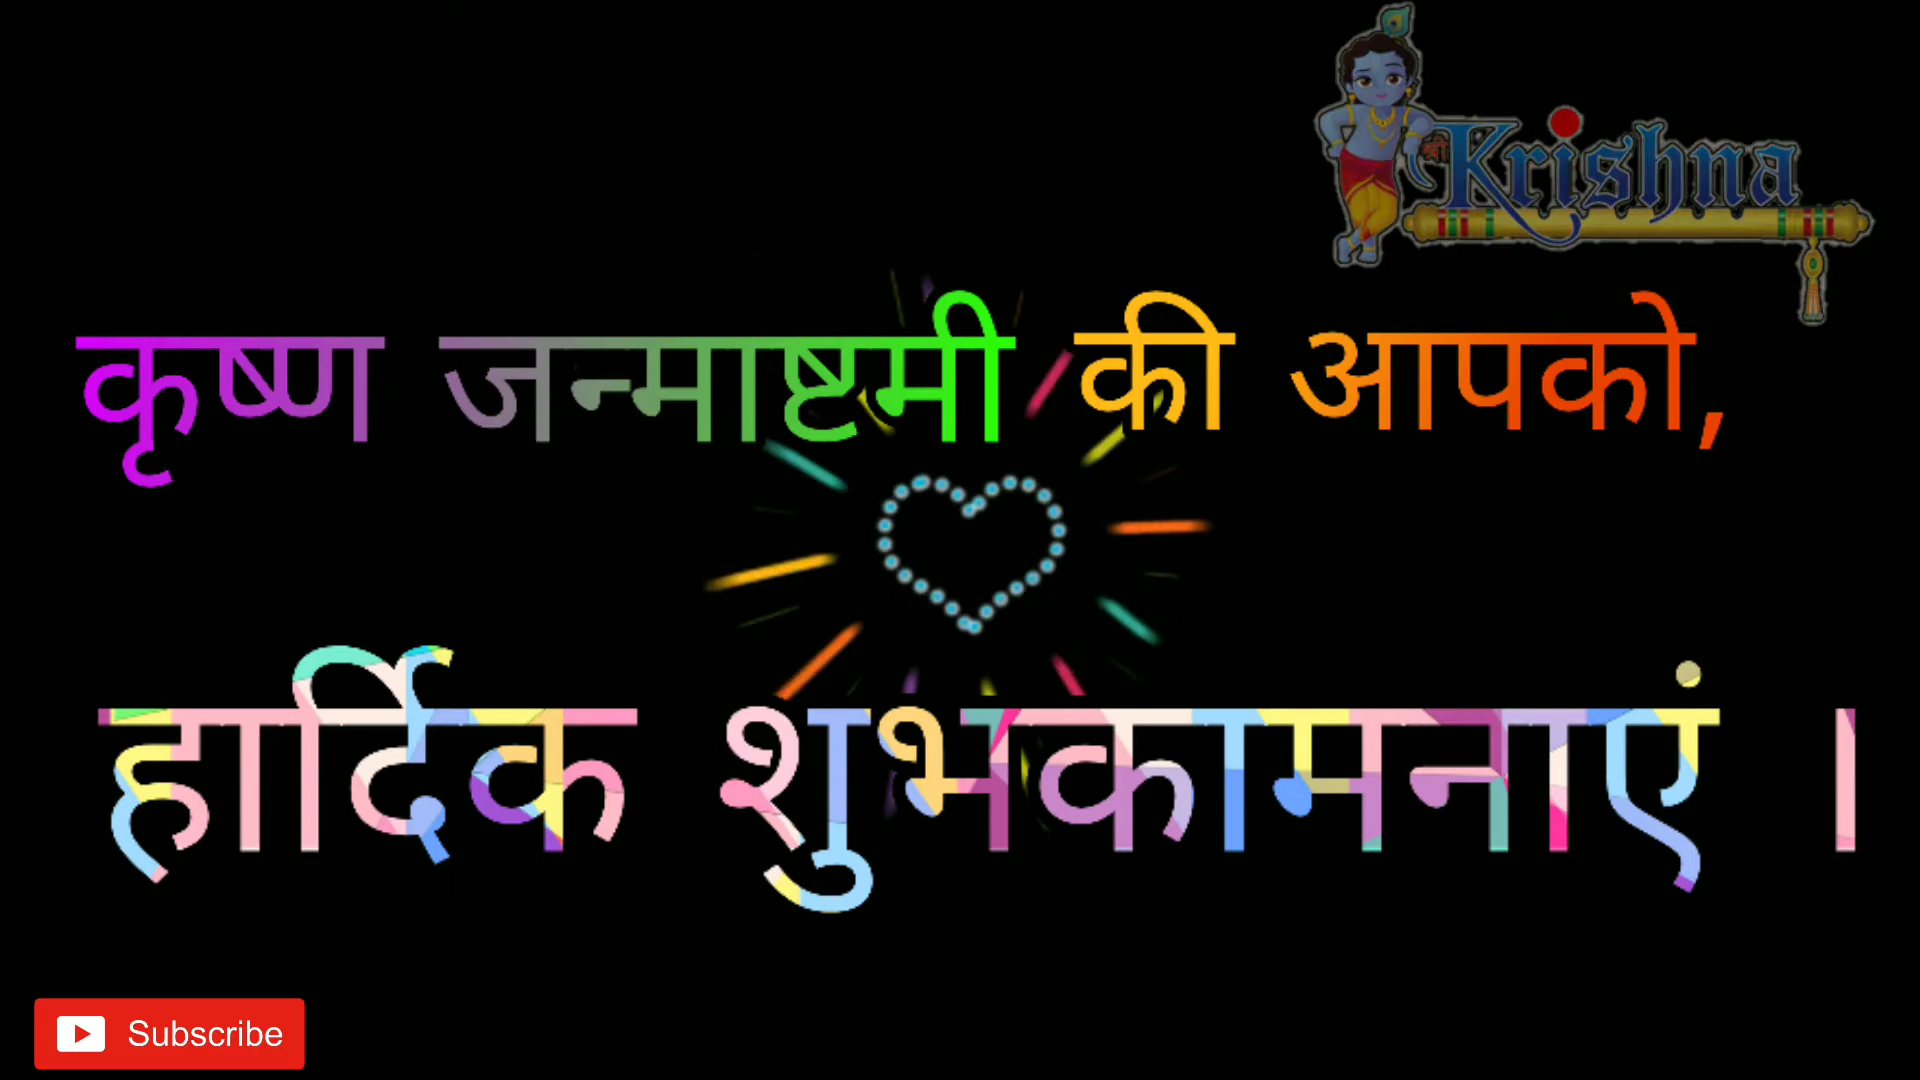 श्री Krishna
कृष्ण जन्माष्टमी की आपको,
हार्दिक शुभकामनाएं ।
Subscribe